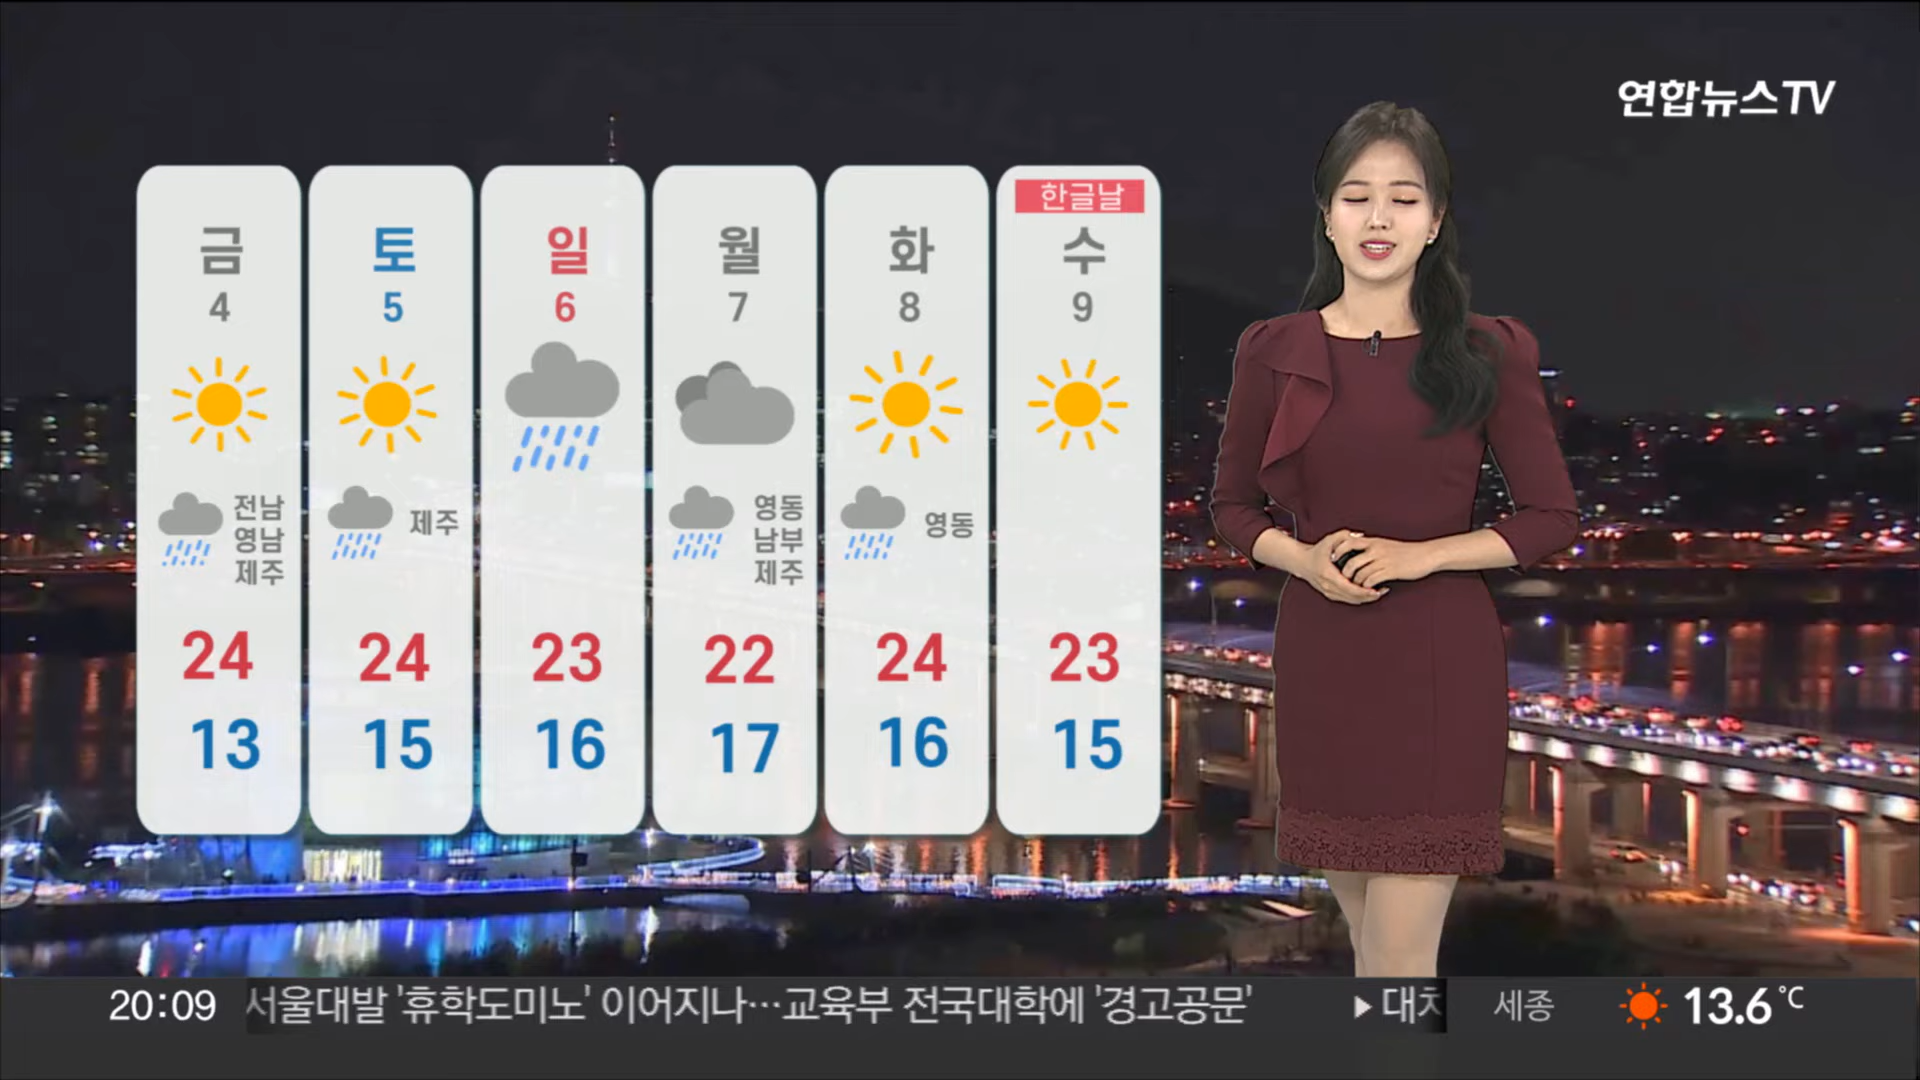 연합뉴스TV
한글날
금 토 일 월 화 수
4 5 6 7 8 9
전남
영남
제주
제주
영동
남부
제주
영동
24 24 23 22 24 23
13 15 16 17 16 15
20:09 서울대발 '휴학도미노' 이어지나…교육부 전국대학에 '경고공문' ▶ 세종 13.6℃